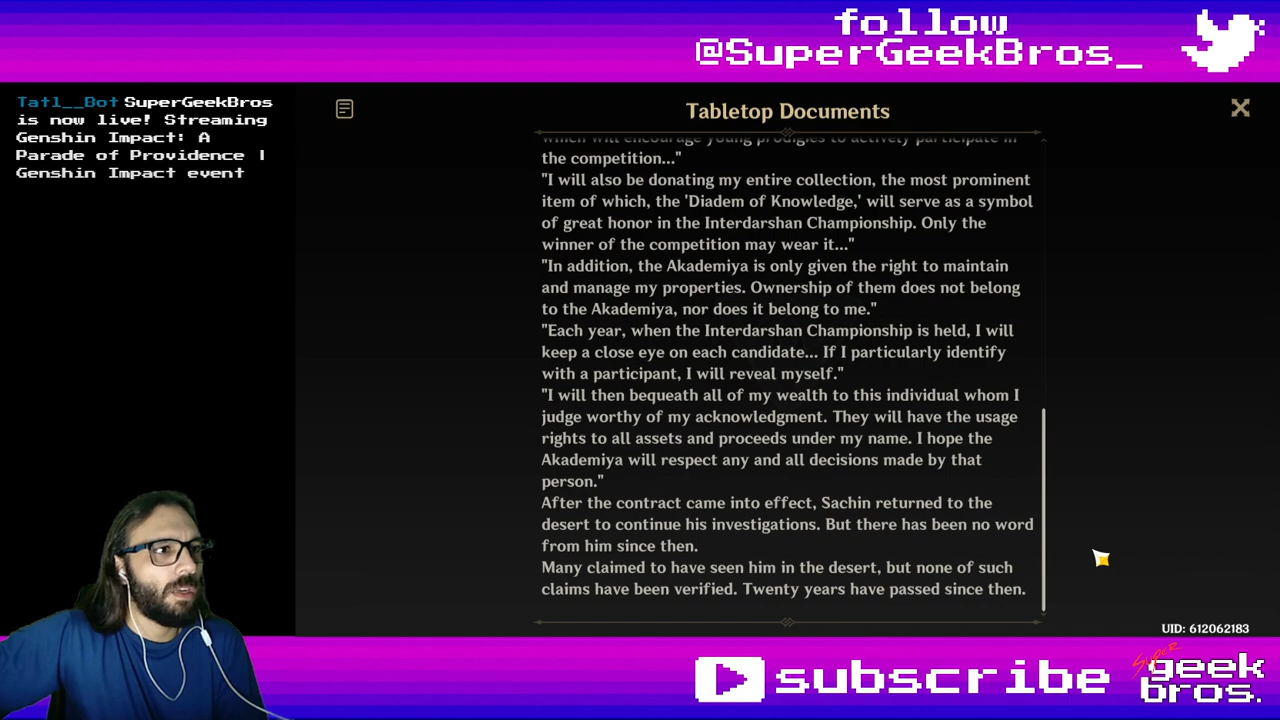 follow
@SuperGeekBros_
Tatl__Bot SuperGeekBros
is now live! Streaming
Genshin Impact: A
Parade of Providence |
Genshin Impact event
Tabletop Documents
which will encourage young prodigies to actively participate in
the competition..."
"I will also be donating my entire collection, the most prominent
item of which, the 'Diadem of Knowledge,' will serve as a symbol
of great honor in the Interdarshan Championship. Only the
winner of the competition may wear it..."
"In addition, the Akademiya is only given the right to maintain
and manage my properties. Ownership of them does not belong
to the Akademiya, nor does it belong to me."
"Each year, when the Interdarshan Championship is held, I will
keep a close eye on each candidate... If I particularly identify
with a participant, I will reveal myself."
"I will then bequeath all of my wealth to this individual whom I
judge worthy of my acknowledgment. They will have the usage
rights to all assets and proceeds under my name. I hope the
Akademiya will respect any and all decisions made by that
person."
After the contract came into effect, Sachin returned to the
desert to continue his investigations. But there has been no word
from him since then.
Many claimed to have seen him in the desert, but none of such
claims have been verified. Twenty years have passed since then.
UID: 612062183
subscribe
super
geek
bros.